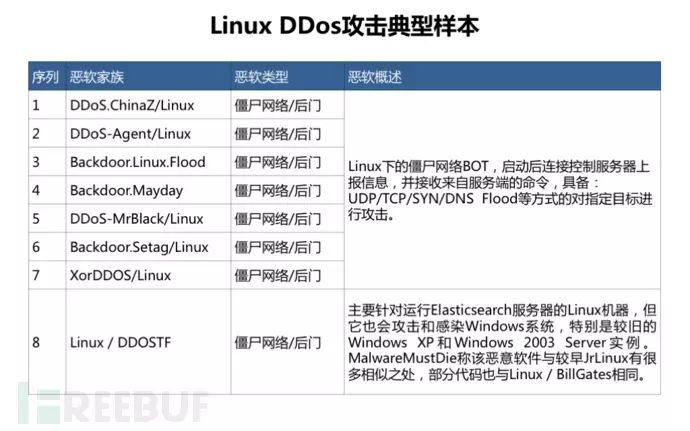 Linux DDos攻击典型样本
序列 恶软家族 恶软类型 恶软概述
1 DDoS.ChinaZ/Linux 僵尸网络/后门
2 DDoS-Agent/Linux 僵尸网络/后门
3 Backdoor.Linux.Flood 僵尸网络/后门
4 Backdoor.Mayday 僵尸网络/后门
5 DDoS-MrBlack/Linux 僵尸网络/后门
6 Backdoor.Setag/Linux 僵尸网络/后门
7 XorDDOS/Linux 僵尸网络/后门
Linux下的僵尸网络BOT，启动后连接控制服务器上
报信息，并接收来自服务端的命令，具备：
UDP/TCP/SYN/DNS Flood等方式的对指定目标进
行攻击。
8 Linux / DDOSTF 僵尸网络/后门
主要针对运行Elasticsearch服务器的Linux机器，但
它也会攻击和感染Windows系统，特别是较旧的
Windows XP和Windows 2003 Server实例。
MalwareMustDie称该恶意软件与较早JrLinux有很
多相似之处，部分代码也与Linux / BillGates相同。
FREEBUF